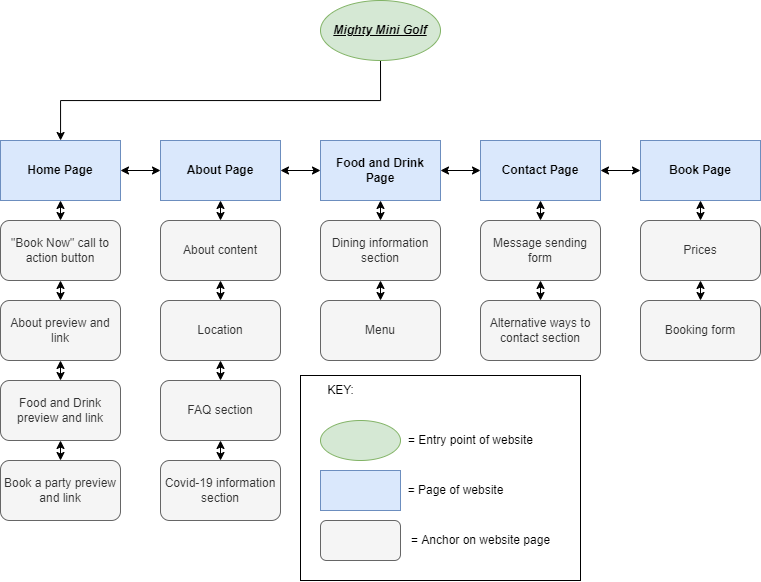 Mighty Mini Golf
Home Page
About Page
Food and Drink
Page
Contact Page
Book Page
"Book Now" call to
action button
About content
Dining information
section
Message sending
form
Prices
About preview and
link
Location
Menu
Alternative ways to
contact section
Booking form
Food and Drink
preview and link
FAQ section
Book a party preview
and link
Covid-19 information
section
KEY:
= Entry point of website
= Page of website
= Anchor on website page